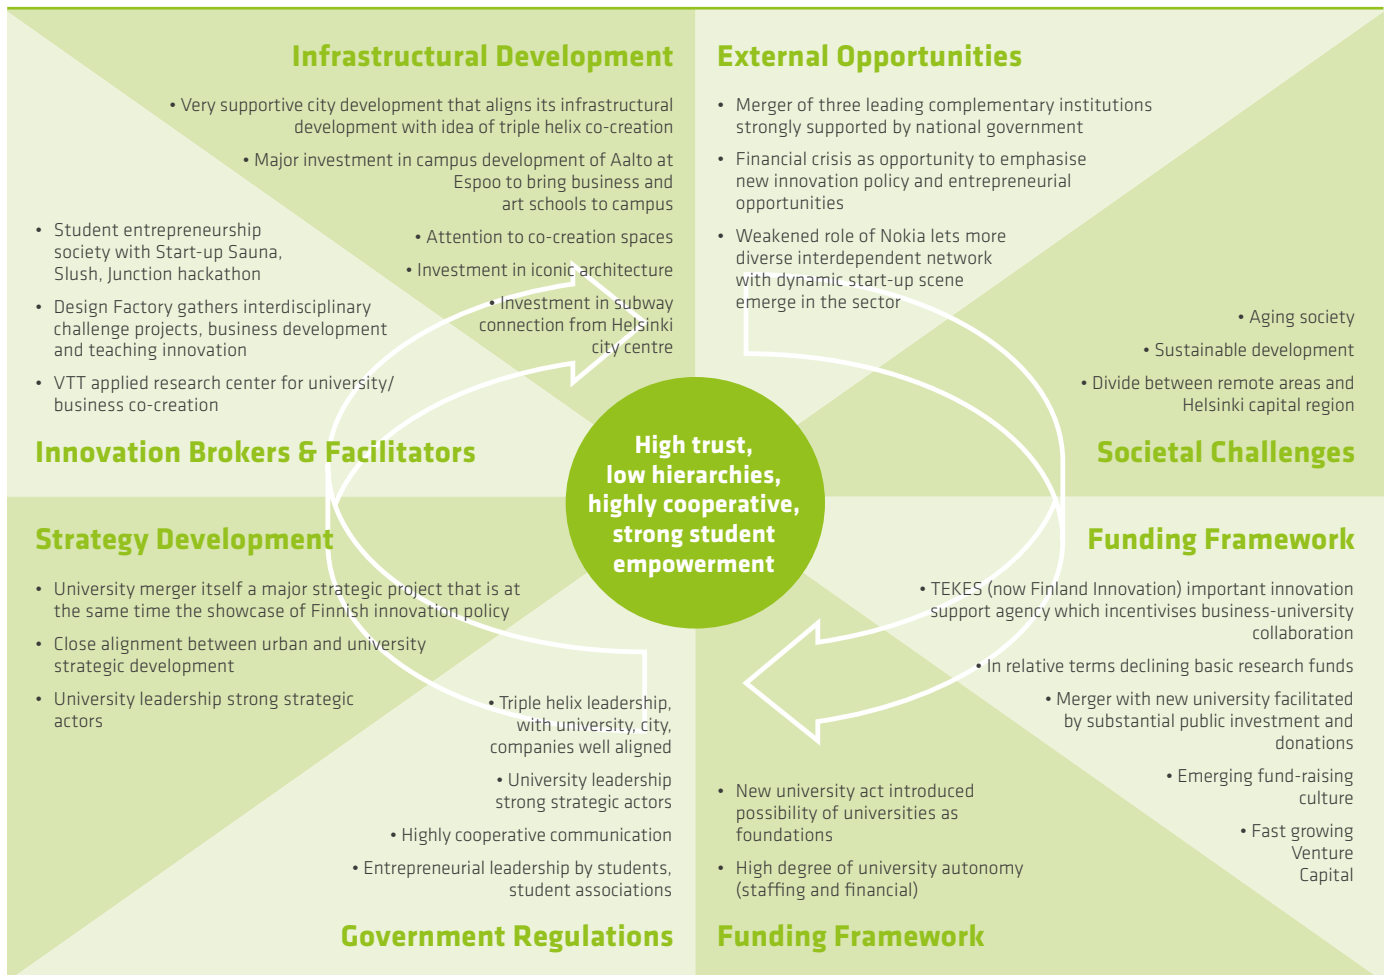 Infrastructural Development
• Very supportive city development that aligns its infrastructural
development with idea of triple helix co-creation
• Major investment in campus development of Aalto at
Espoo to bring business and
art schools to campus
• Attention to co-creation spaces
• Investment in iconic architecture
• Investment in subway
connection from Helsinki
city centre
External Opportunities
• Merger of three leading complementary institutions
strongly supported by national government
• Financial crisis as opportunity to emphasise
new innovation policy and entrepreneurial
opportunities
• Weakened role of Nokia lets more
diverse interdependent network
with dynamic start-up scene
emerge in the sector
• Student entrepreneurship
society with Start-up Sauna,
Slush, Junction hackathon
• Design Factory gathers interdisciplinary
challenge projects, business development
and teaching innovation
• VTT applied research center for university/
business co-creation
Innovation Brokers & Facilitators
• Aging society
• Sustainable development
• Divide between remote areas and
Helsinki capital region
Societal Challenges
High trust,
low hierarchies,
highly cooperative,
strong student
empowerment
Strategy Development
• University merger itself a major strategic project that is at
the same time the showcase of Finnish innovation policy
• Close alignment between urban and university
strategic development
• University leadership strong strategic
actors
Funding Framework
• TEKES (now Finland Innovation) important innovation
support agency which incentivises business-university
collaboration
• In relative terms declining basic research funds
• Merger with new university facilitated
by substantial public investment and
donations
• Emerging fund-raising
culture
• Fast growing
Venture
Capital
• Triple helix leadership,
with university, city,
companies well aligned
• University leadership
strong strategic actors
• Highly cooperative communication
• Entrepreneurial leadership by students,
student associations
Government Regulations
• New university act introduced
possibility of universities as
foundations
• High degree of university autonomy
(staffing and financial)
Funding Framework